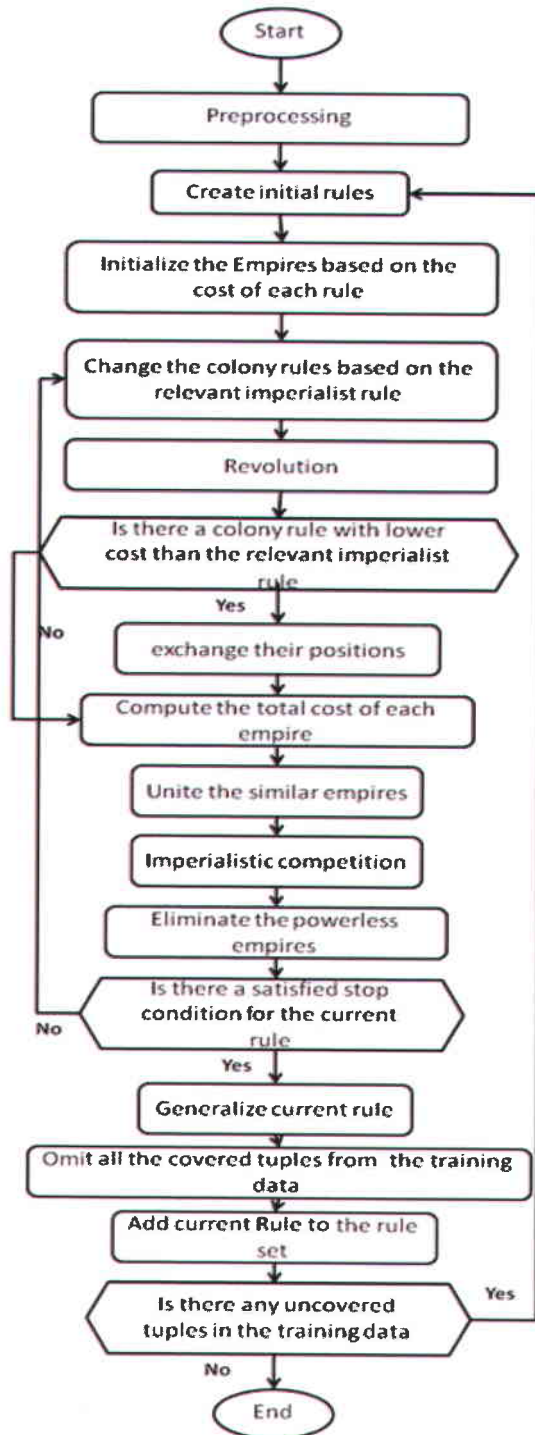 Start
Preprocessing
Create initial rules
Initialize the Empires based on the
cost of each rule
Change the colony rules based on the
relevant imperialist rule
Revolution
Is there a colony rule with lower
cost than the relevant imperialist
rule
Yes
No
exchange their positions
Compute the total cost of each
empire
Unite the similar empires
Imperialistic competition
Eliminate the powerless
empires
Is there a satisfied stop
condition for the current
rule
No
Yes
Generalize current rule
Omit all the covered tuples from the training
data
Add current Rule to the rule
set
Is there any uncovered
tuples in the training data
Yes
No
End